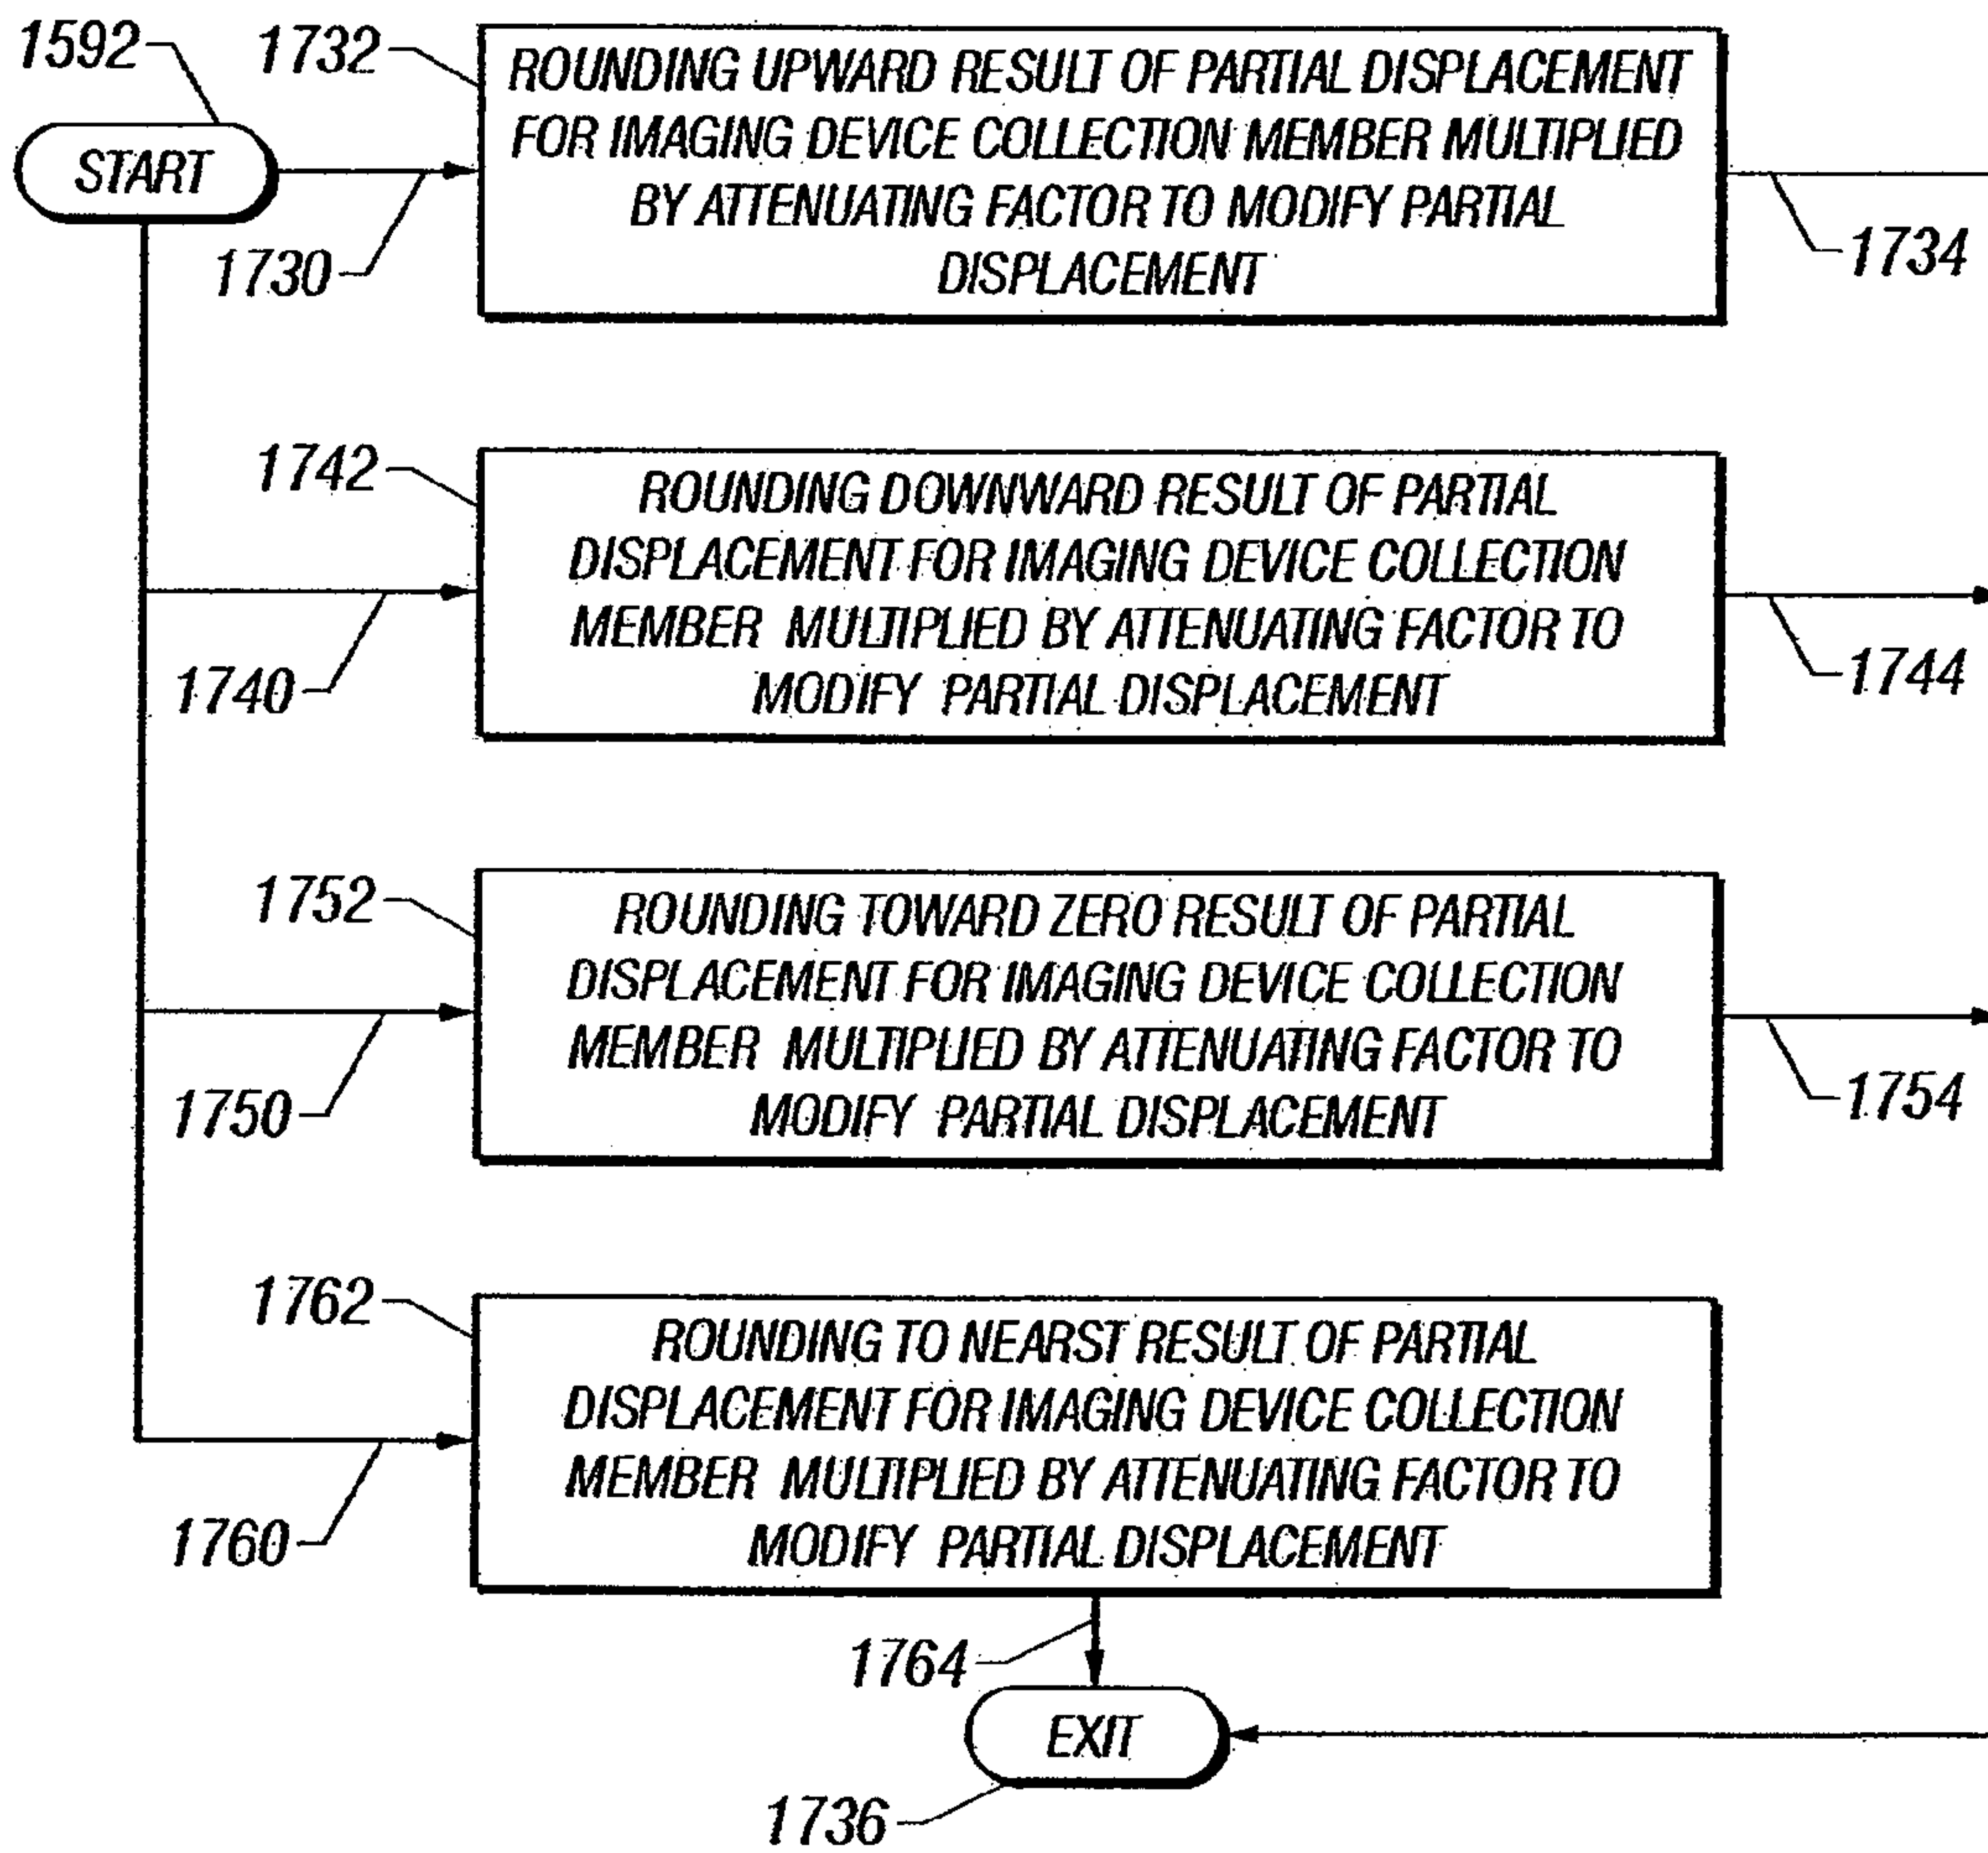 1592
1732
START
1730
ROUNDING UPWARD RESULT OF PARTIAL DISPLACEMENT
FOR IMAGING DEVICE COLLECTION MEMBER MULTIPLIED
BY ATTENUATING FACTOR TO MODIFY PARTIAL
DISPLACEMENT
1734
1742
ROUNDING DOWNWARD RESULT OF PARTIAL
DISPLACEMENT FOR IMAGING DEVICE COLLECTION
MEMBER MULTIPLIED BY ATTENUATING FACTOR TO
MODIFY PARTIAL DISPLACEMENT
1740
1744
1752
ROUNDING TOWARD ZERO RESULT OF PARTIAL
DISPLACEMENT FOR IMAGING DEVICE COLLECTION
MEMBER MULTIPLIED BY ATTENUATING FACTOR TO
MODIFY PARTIAL DISPLACEMENT
1750
1754
1762
ROUNDING TO NEARST RESULT OF PARTIAL
DISPLACEMENT FOR IMAGING DEVICE COLLECTION
MEMBER MULTIPLIED BY ATTENUATING FACTOR TO
MODIFY PARTIAL DISPLACEMENT
1760
1764
EXIT
1736